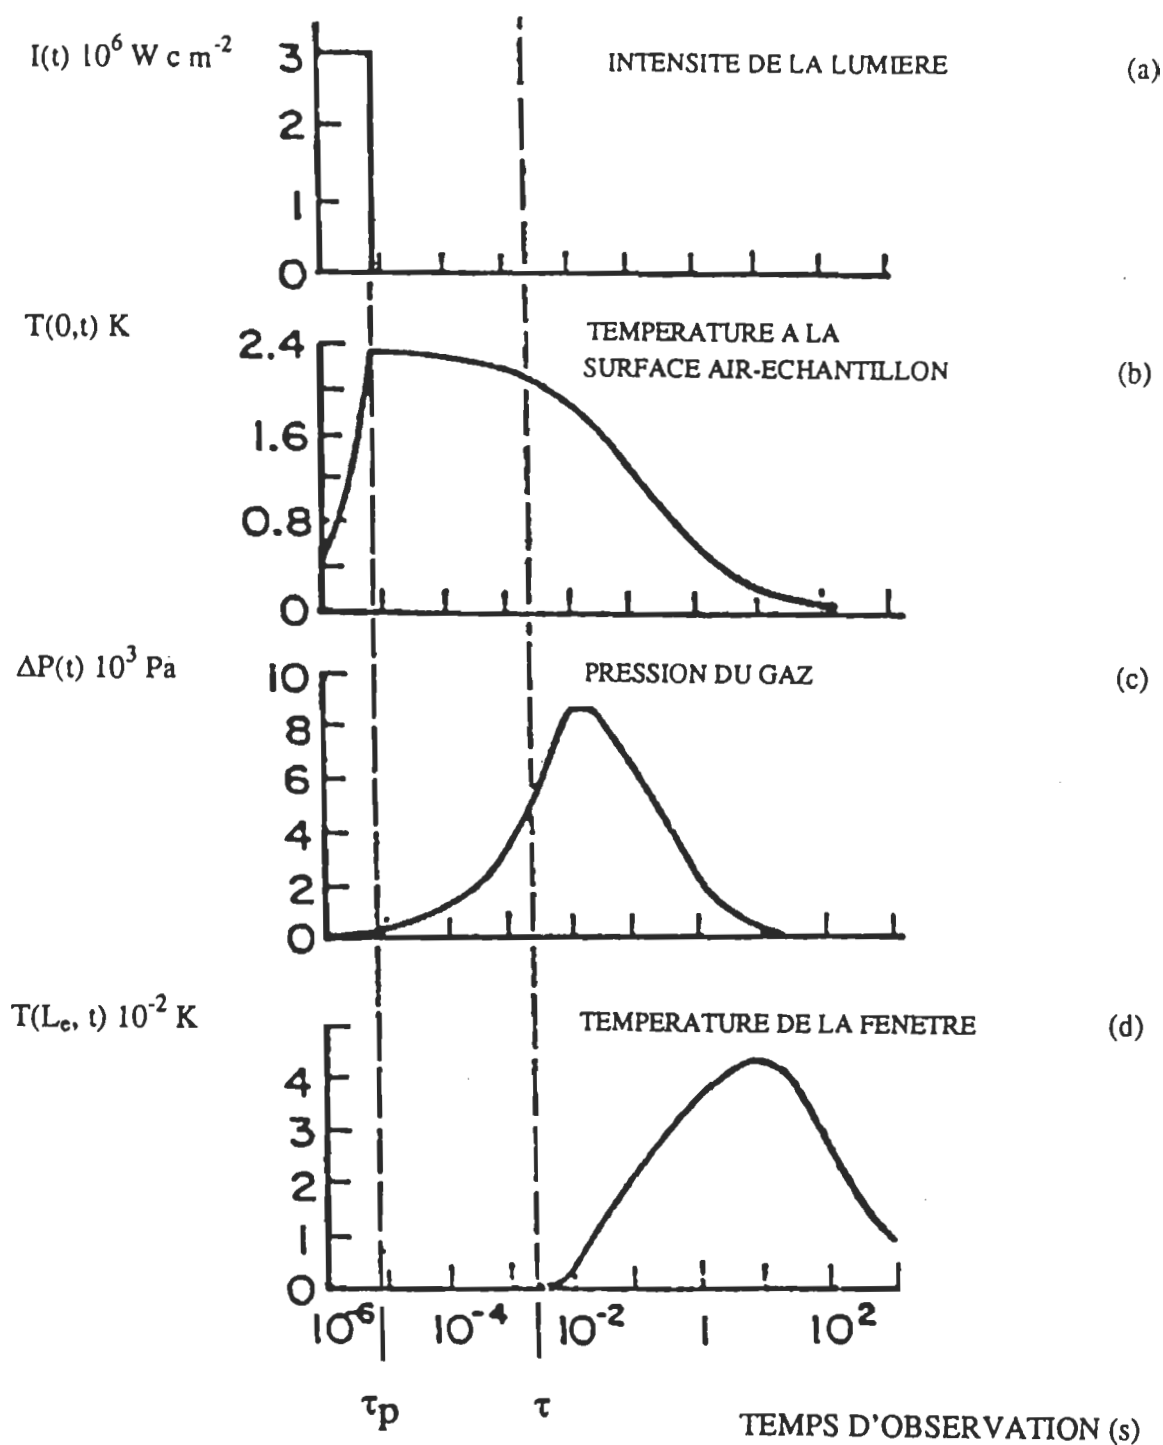 I(t) 10⁶ W c m⁻²
3
INTENSITE DE LA LUMIERE
(a)
2
1
0
T(0,t) K
2.4
TEMPERATURE A LA
SURFACE AIR-ECHANTILLON
(b)
1.6
0.8
0
ΔP(t) 10³ Pa
10
PRESSION DU GAZ
(c)
8
6
4
2
0
T(Lₑ, t) 10⁻² K
TEMPERATURE DE LA FENETRE
(d)
4
3
2
1
0
10⁻⁶ 10⁻⁴ 10⁻² 1 10²
τp τ
TEMPS D'OBSERVATION (s)